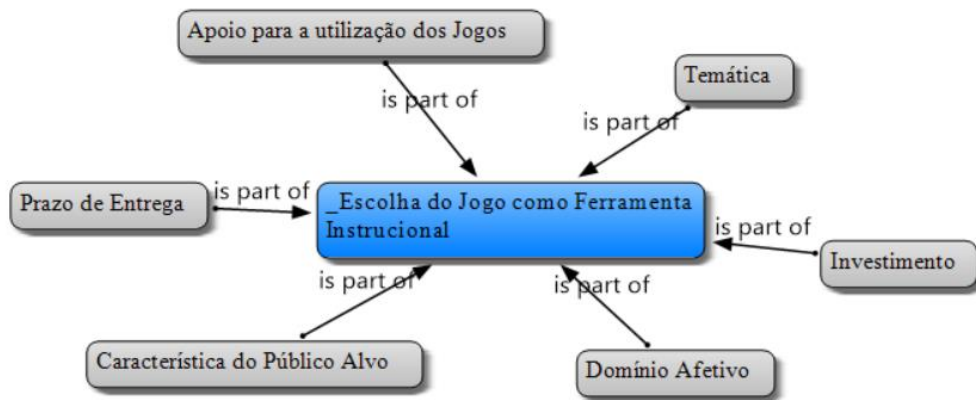 Apoio para a utilização dos Jogos
Temática
is part of
is part of
Prazo de Entrega
is part of
_Escolha do Jogo como Ferramenta
Instrucional
is part of
Investimento
is part of
is part of
Característica do Público Alvo
Domínio Afetivo